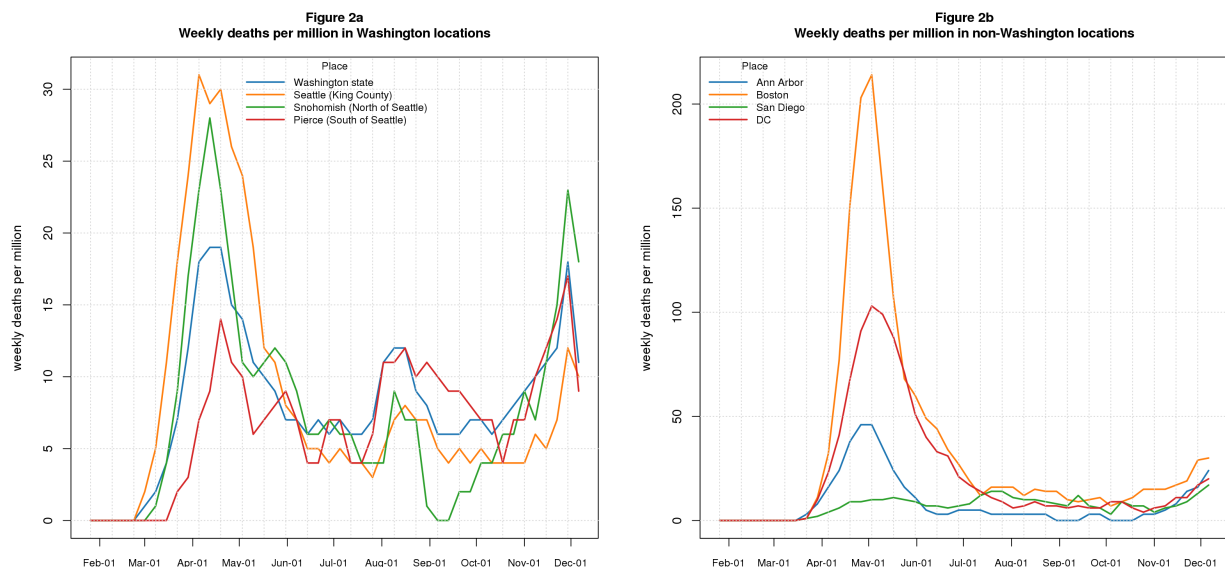 Figure 2a
Weekly deaths per million in Washington locations
Place
Washington state
Seattle (King County)
Snohomish (North of Seattle)
Pierce (South of Seattle)
weekly deaths per million
30
25
20
15
10
5
0
Feb-01 Mar-01 Apr-01 May-01 Jun-01 Jul-01 Aug-01 Sep-01 Oct-01 Nov-01 Dec-01
Figure 2b
Weekly deaths per million in non-Washington locations
Place
Ann Arbor
Boston
San Diego
DC
weekly deaths per million
200
150
100
50
0
Feb-01 Mar-01 Apr-01 May-01 Jun-01 Jul-01 Aug-01 Sep-01 Oct-01 Nov-01 Dec-01